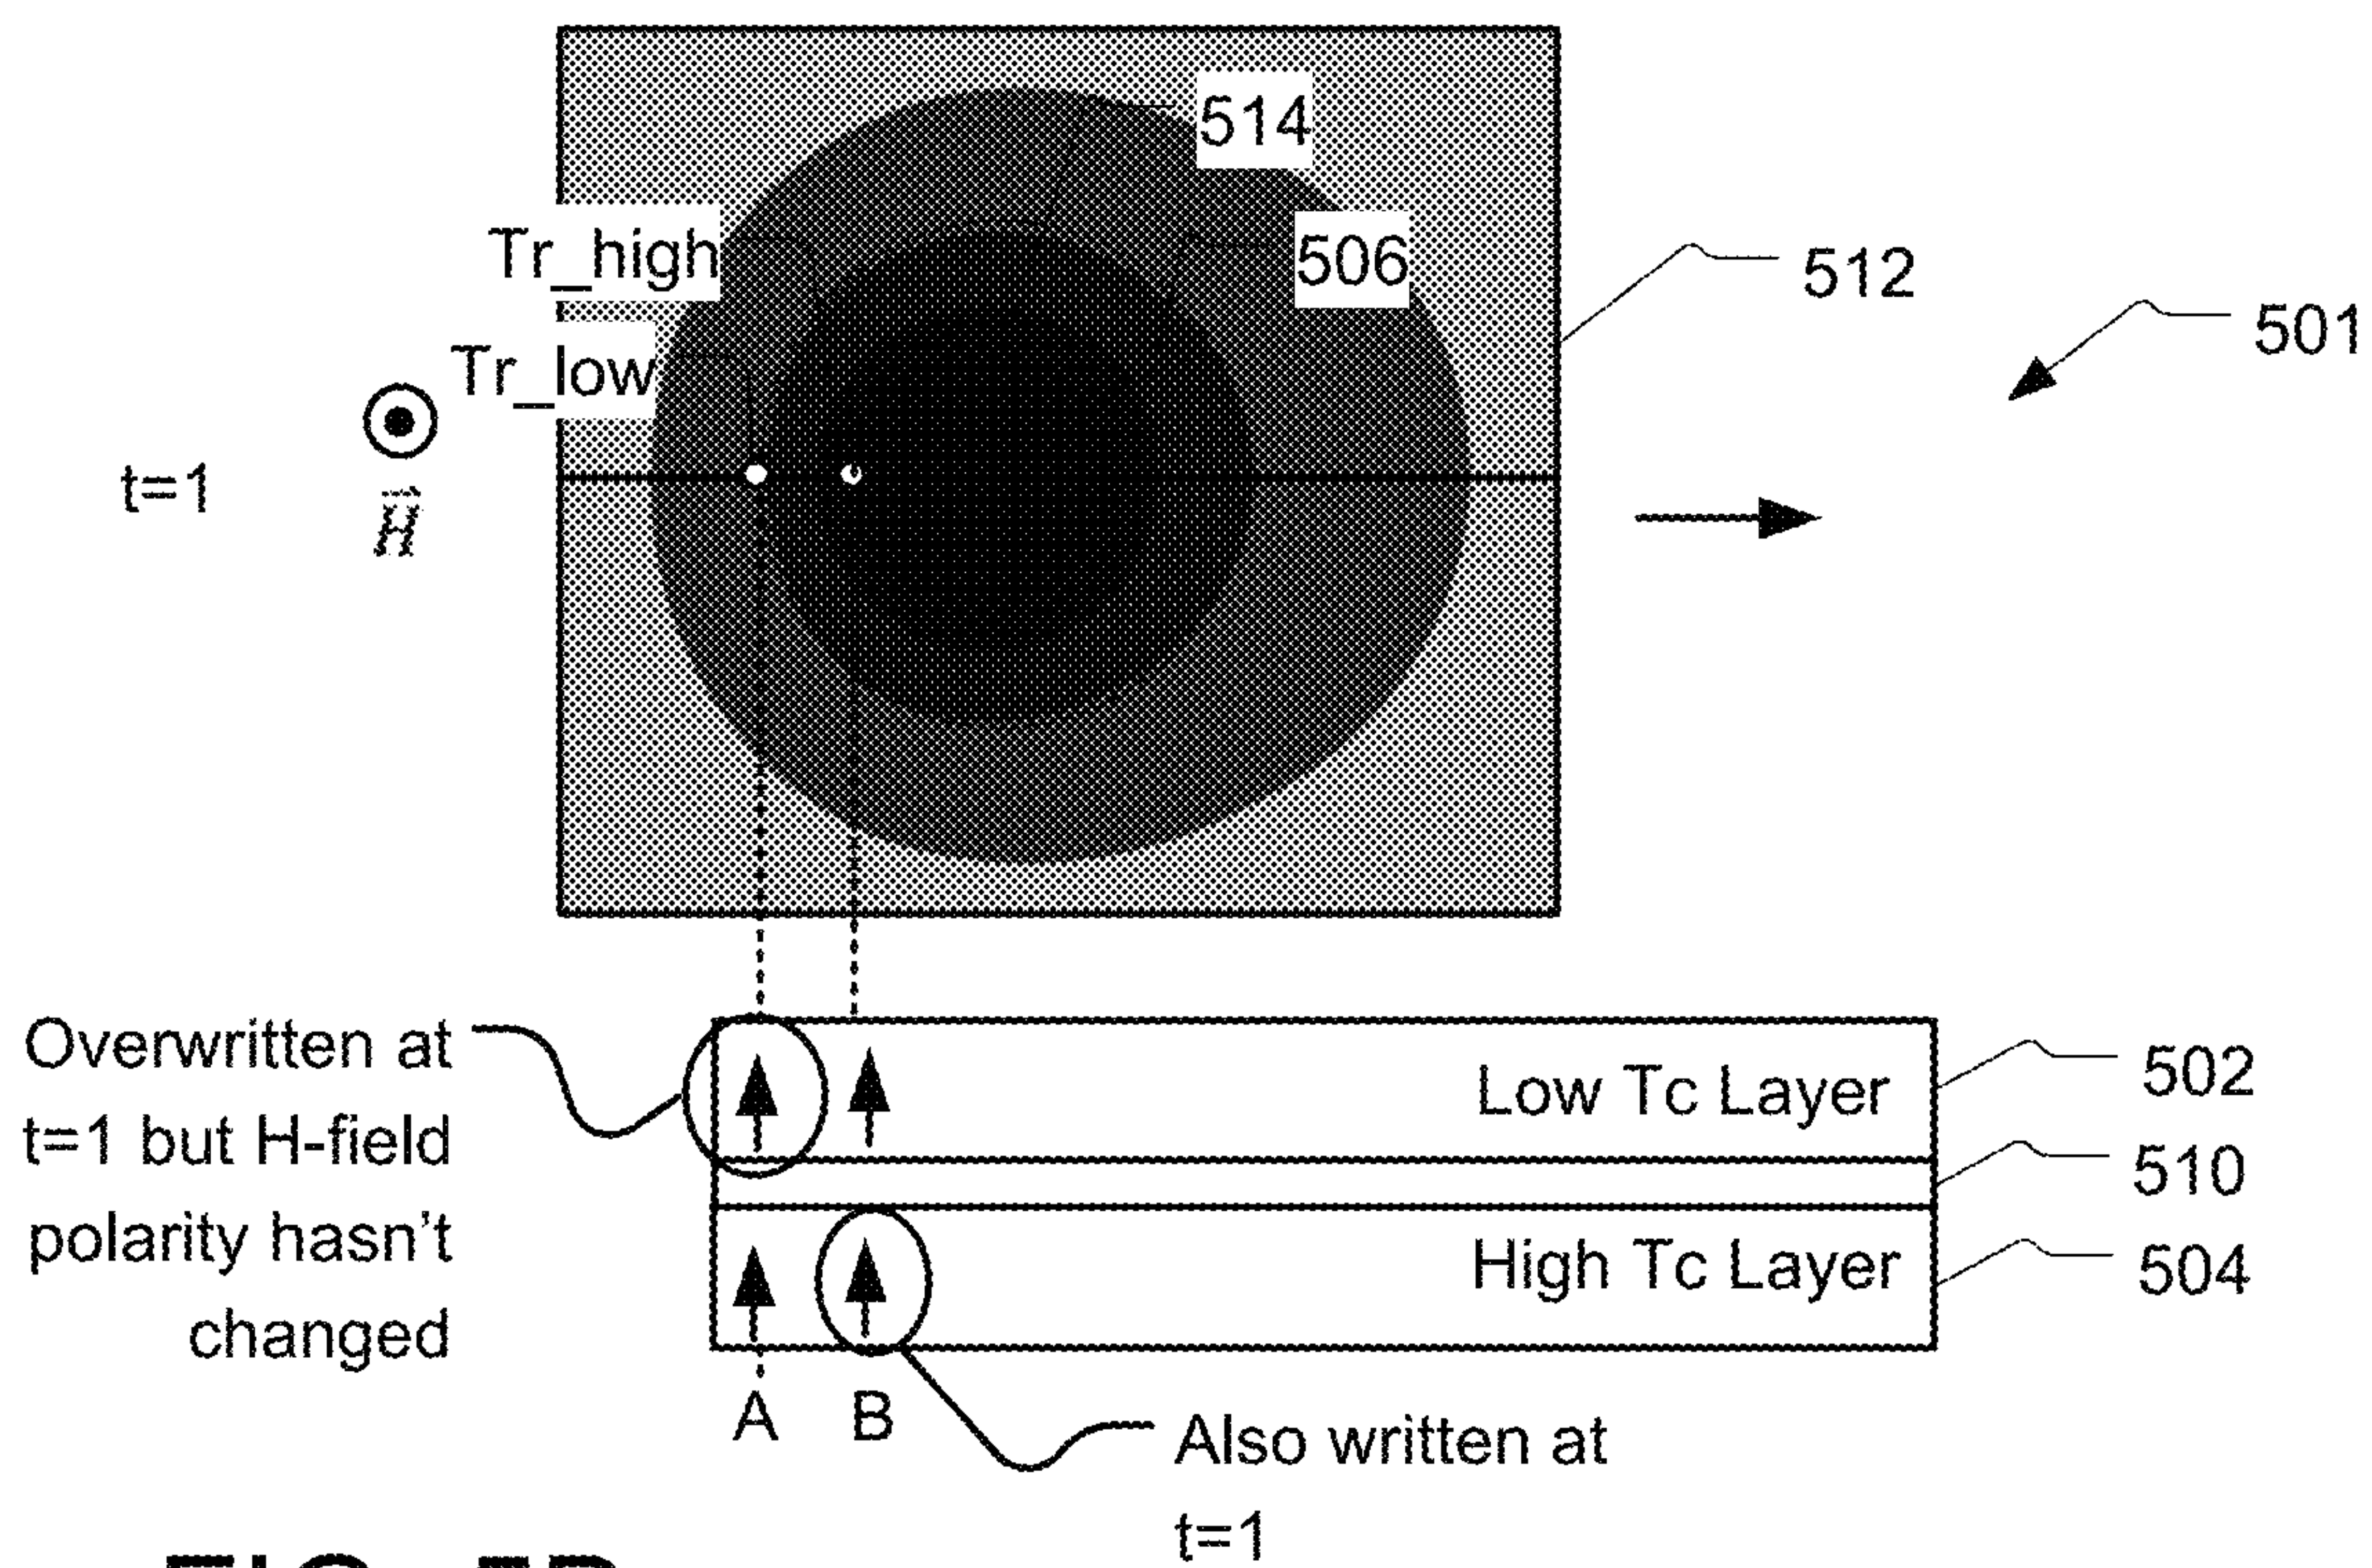 514
Tr_high
506
512
501
Tr_low
t=1
H
Overwritten at
t=1 but H-field
polarity hasn't
changed
Low Tc Layer
502
510
High Tc Layer
504
A
B
Also written at
t=1